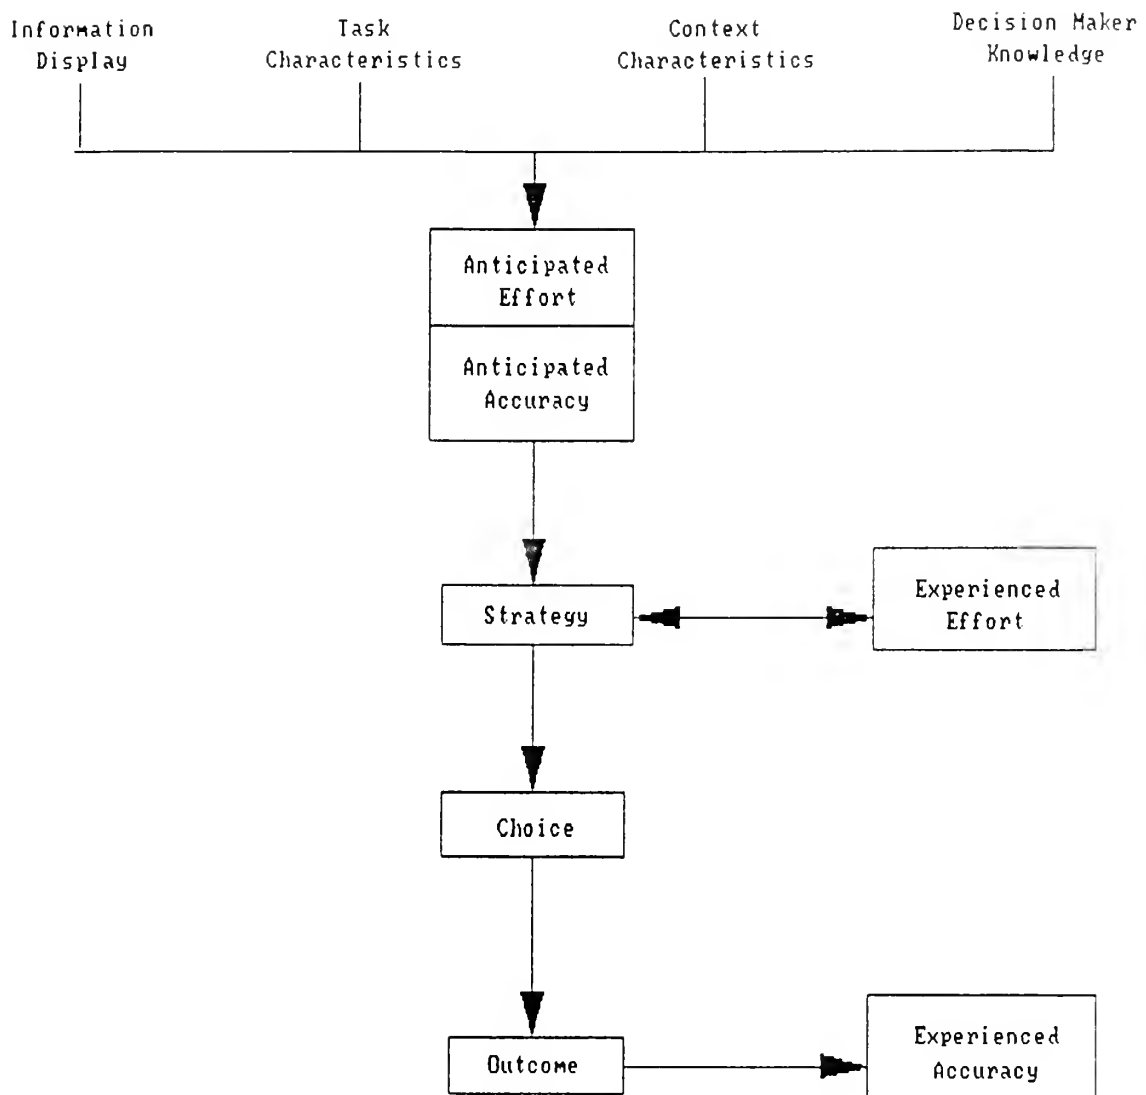 Information
Display
Task
Characteristics
Context
Characteristics
Decision Maker
Knowledge
Anticipated
Effort
Anticipated
Accuracy
Strategy
Experienced
Effort
Choice
Outcome
Experienced
Accuracy